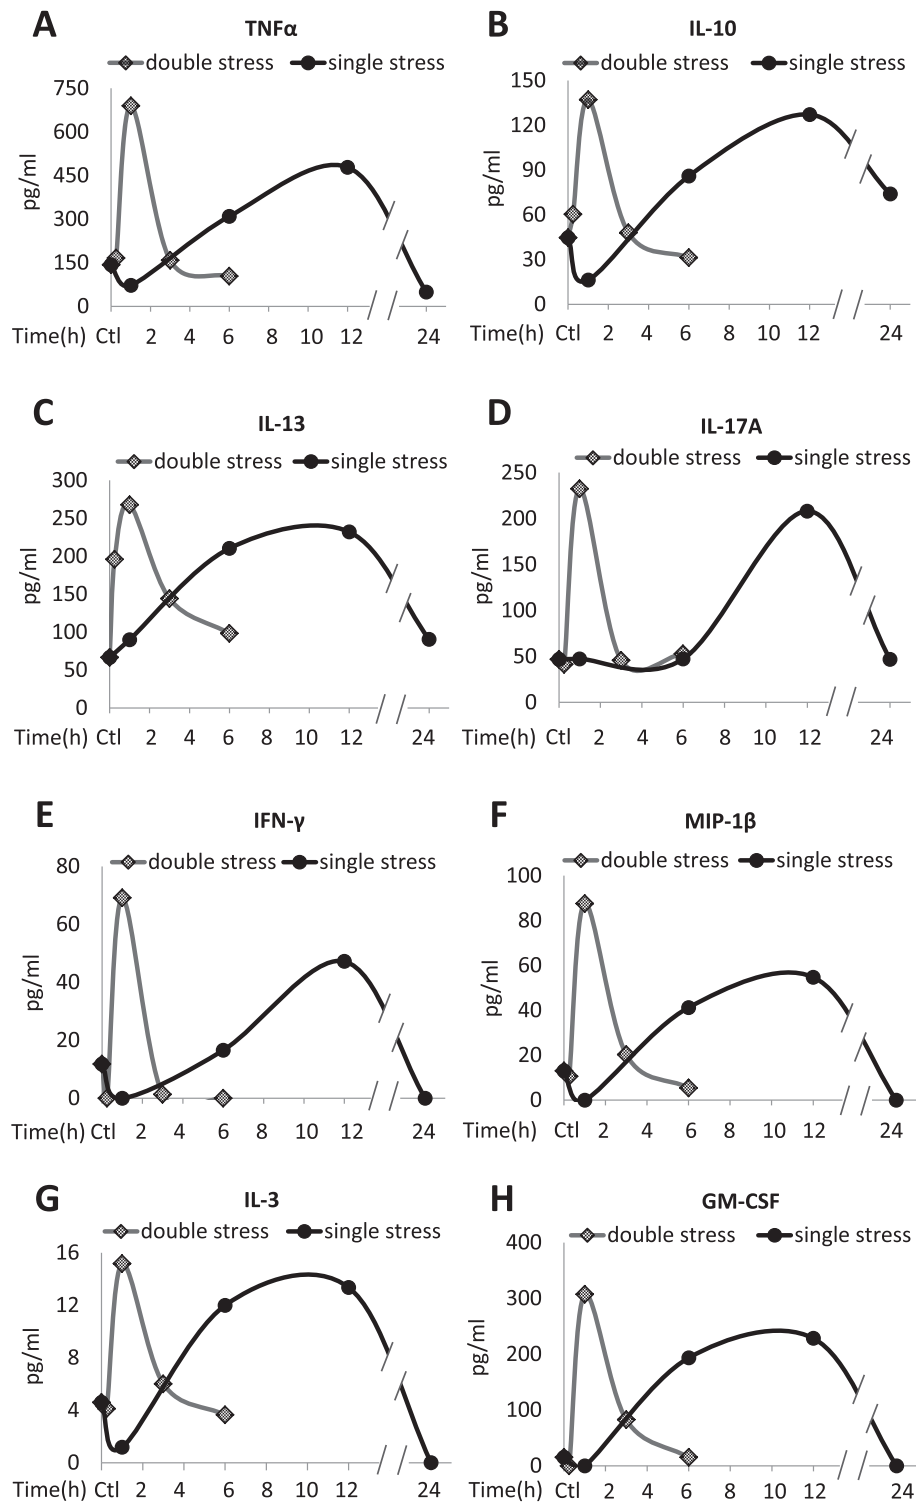 A TNFα
double stress single stress
750
600
450
300
150
0
pg/ml
Time(h) Ctl 2 4 6 8 10 12 24
B IL-10
double stress single stress
150
120
90
60
30
0
pg/ml
Time(h) Ctl 2 4 6 8 10 12 24
C IL-13
double stress single stress
300
250
200
150
100
50
0
pg/ml
Time(h) Ctl 2 4 6 8 10 12 24
D IL-17A
double stress single stress
250
200
150
100
50
0
pg/ml
Time(h) Ctl 2 4 6 8 10 12 24
E IFN-γ
double stress single stress
80
60
40
20
0
pg/ml
Time(h) Ctl 2 4 6 8 10 12 24
F MIP-1β
double stress single stress
100
80
60
40
20
0
pg/ml
Time(h) Ctl 2 4 6 8 10 12 24
G IL-3
double stress single stress
16
12
8
4
0
pg/ml
Time(h) Ctl 2 4 6 8 10 12 24
H GM-CSF
double stress single stress
400
300
200
100
0
pg/ml
Time(h) Ctl 2 4 6 8 10 12 24